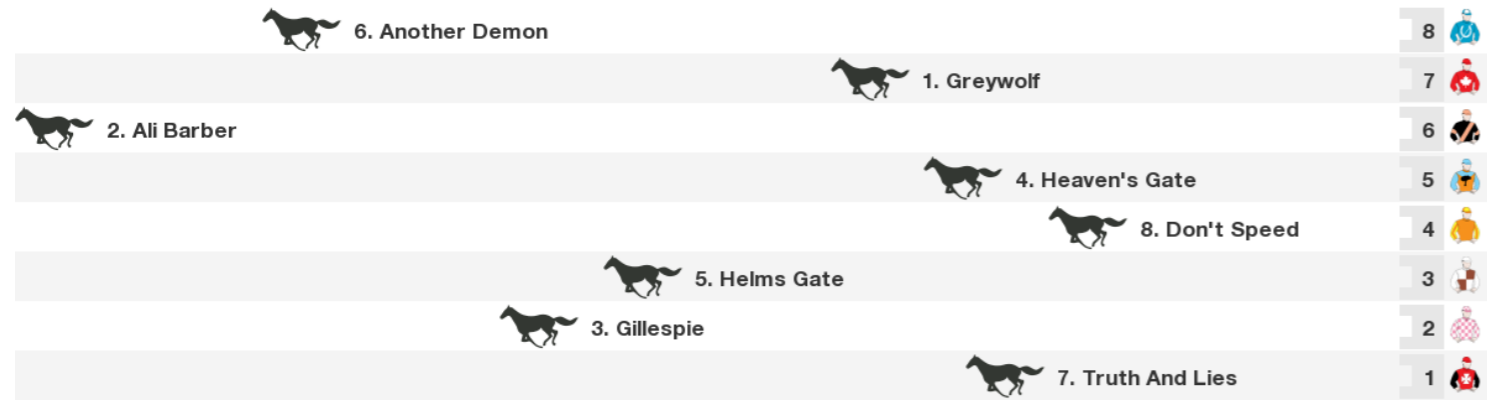 6. Another Demon 8
1. Greywolf 7
2. Ali Barber 6
4. Heaven's Gate 5
8. Don't Speed 4
5. Helms Gate 3
3. Gillespie 2
7. Truth And Lies 1